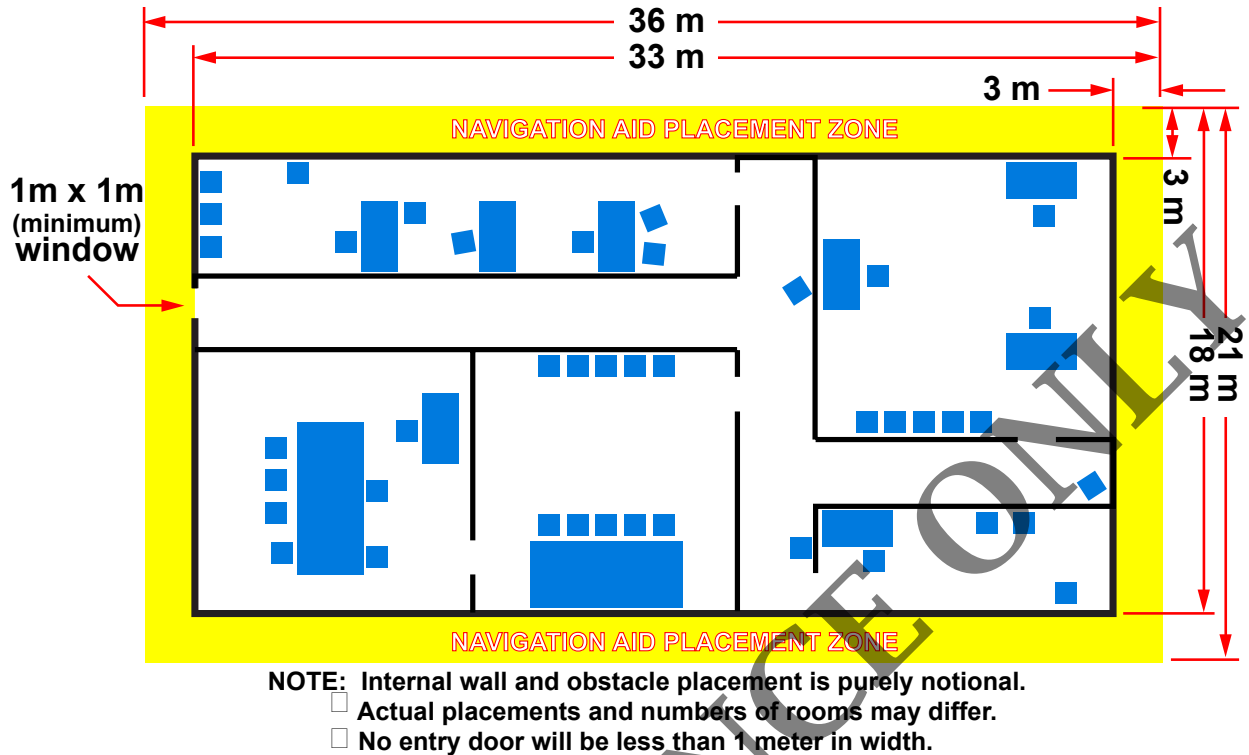 36 m
33 m
3 m
NAVIGATION AID PLACEMENT ZONE
1m x 1m
(minimum)
window
3 m
18 m
21 m
NAVIGATION AID PLACEMENT ZONE
NOTE: Internal wall and obstacle placement is purely notional.
Actual placements and numbers of rooms may differ.
No entry door will be less than 1 meter in width.
NCE ONLY